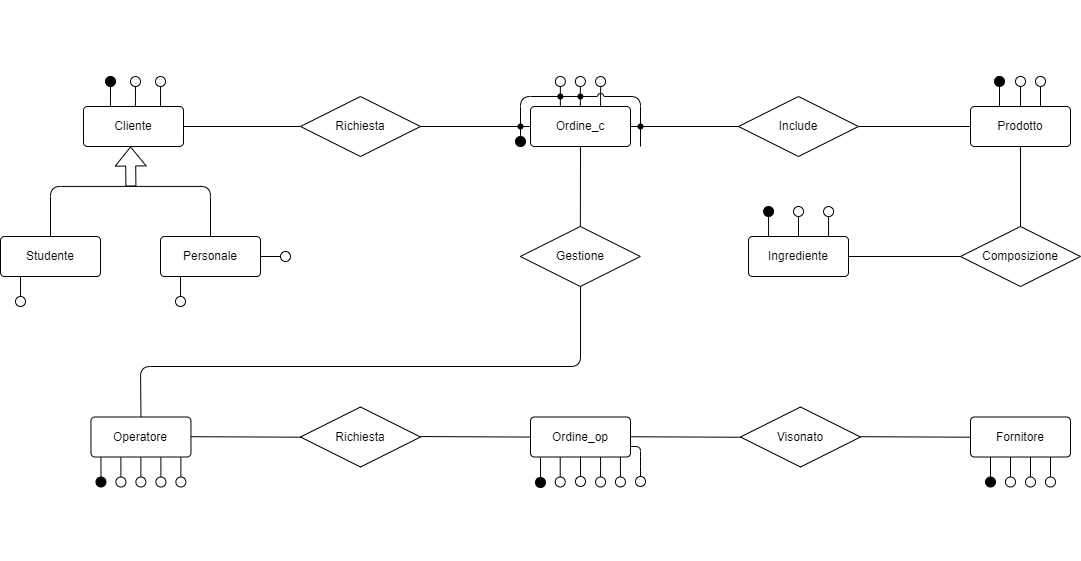 Cliente
Richiesta
Ordine_c
Include
Prodotto
Studente
Personale
Gestione
Ingrediente
Composizione
Operatore
Richiesta
Ordine_op
Visonato
Fornitore